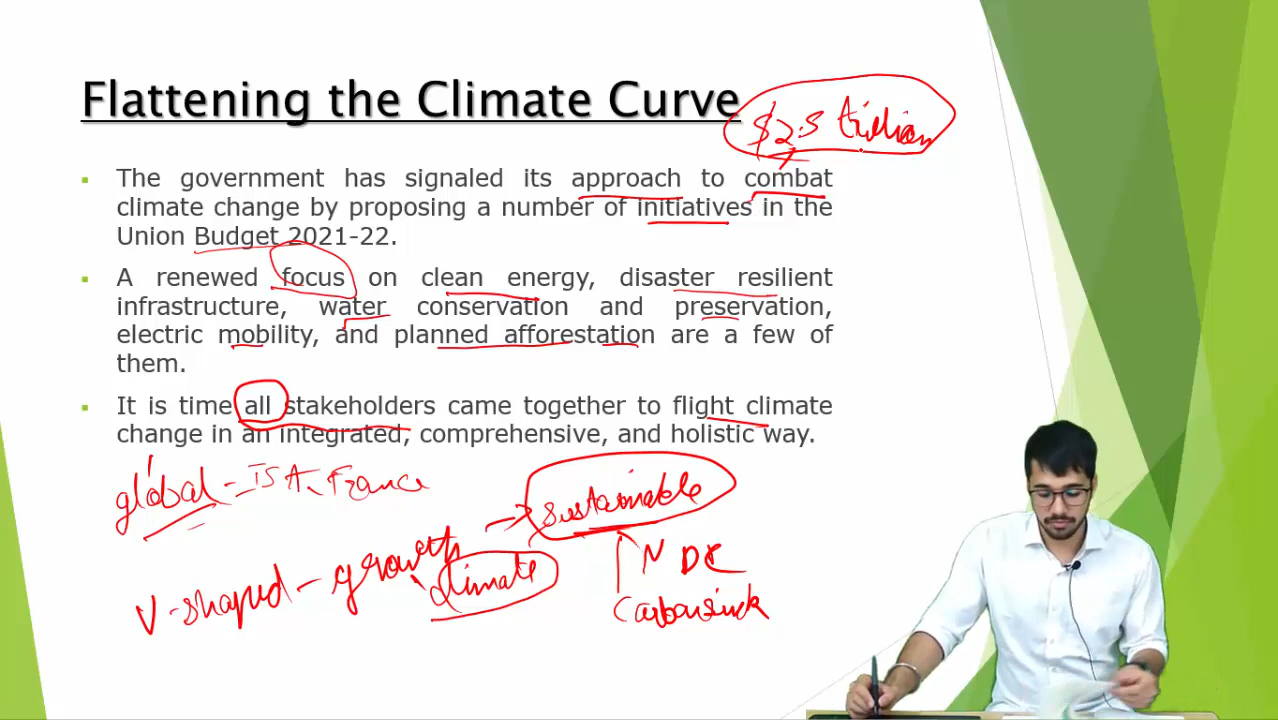 Flattening the Climate Curve
$2.5 trillion
The government has signaled its approach to combat
climate change by proposing a number of initiatives in the
Union Budget 2021-22.
A renewed focus on clean energy, disaster resilient
infrastructure, water conservation and preservation,
electric mobility, and planned afforestation are a few of
them.
It is time all stakeholders came together to flight climate
change in an integrated, comprehensive, and holistic way.
global - ISA - France
V-shaped - growth → sustainable
climate
NDC
Carbonsink